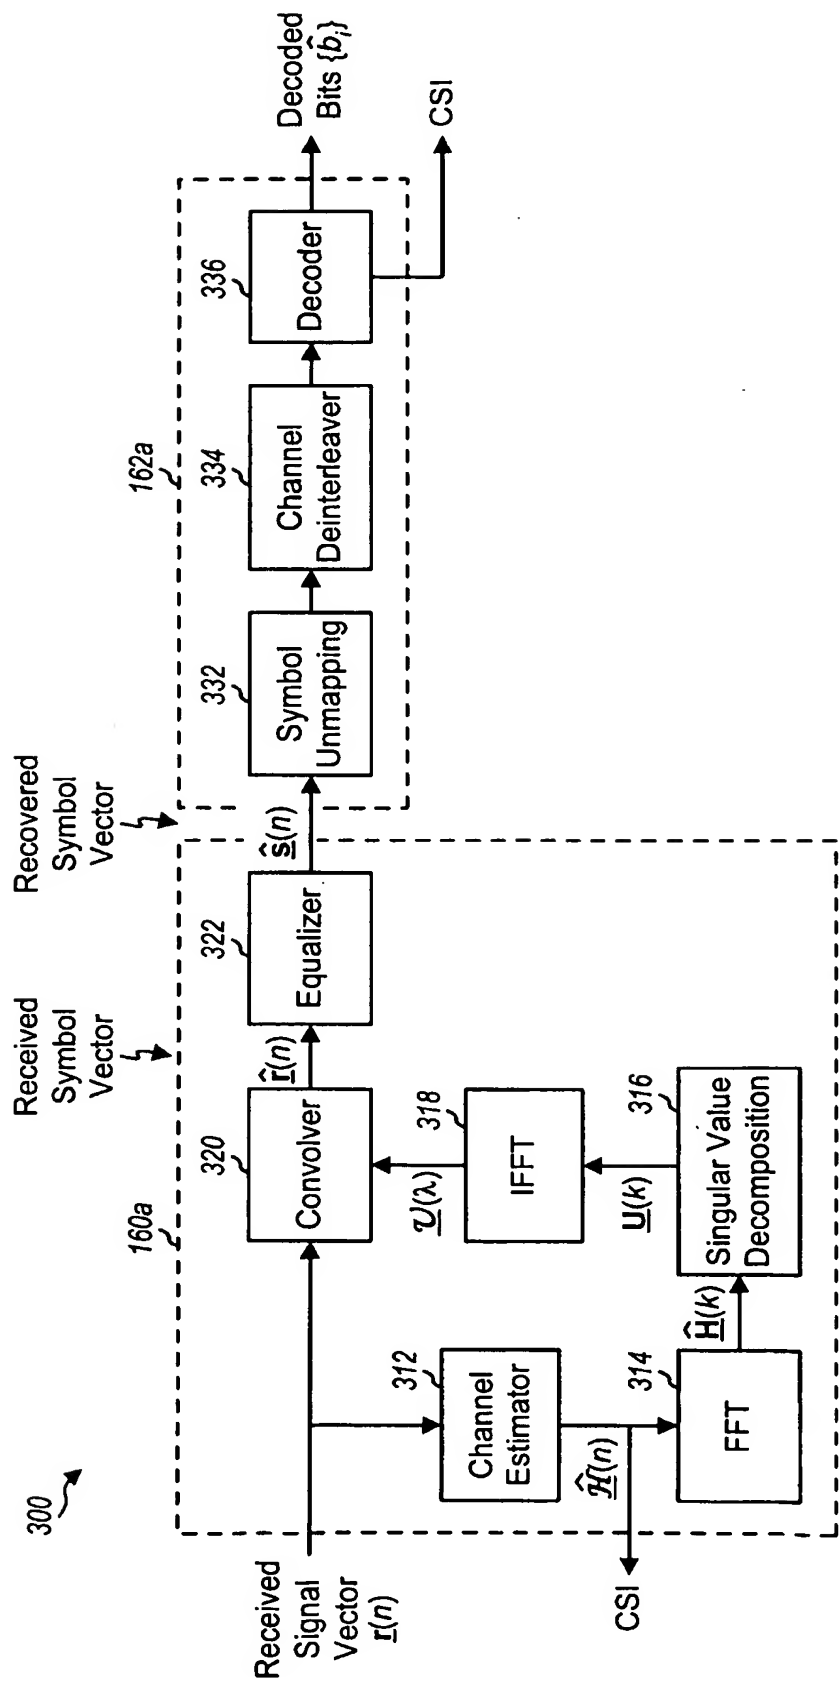 300
Received
Signal
Vector
r(n)
160a
Received
Symbol
Vector
Recovered
Symbol
Vector
162a
320
Convolver
r̂(n)
322
Equalizer
ŝ(n)
332
Symbol
Unmapping
334
Channel
Deinterleaver
336
Decoder
Decoded
Bits {b̂ᵢ}
CSI
312
Channel
Estimator
Ĥ(n)
CSI
314
FFT
Ĥ(k)
316
Singular Value
Decomposition
U(k)
318
IFFT
U(λ)